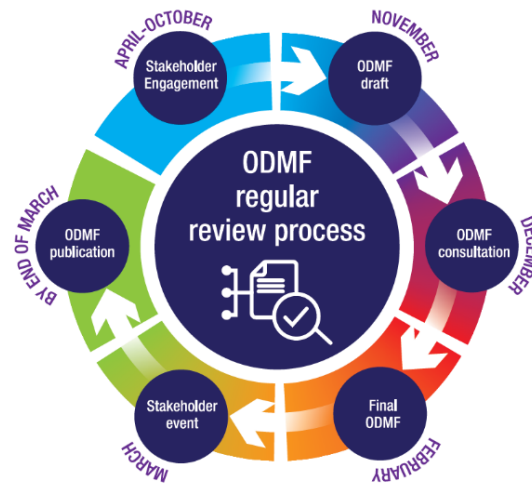 APRIL-OCTOBER
Stakeholder
Engagement
NOVEMBER
ODMF
draft
DECEMBER
ODMF
consultation
FEBRUARY
Final
ODMF
MARCH
Stakeholder
event
BY END OF MARCH
ODMF
publication
ODMF
regular
review process